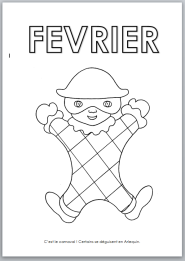 FEVRIER
C'est le carnaval ! Certains se déguisent en Arlequin.